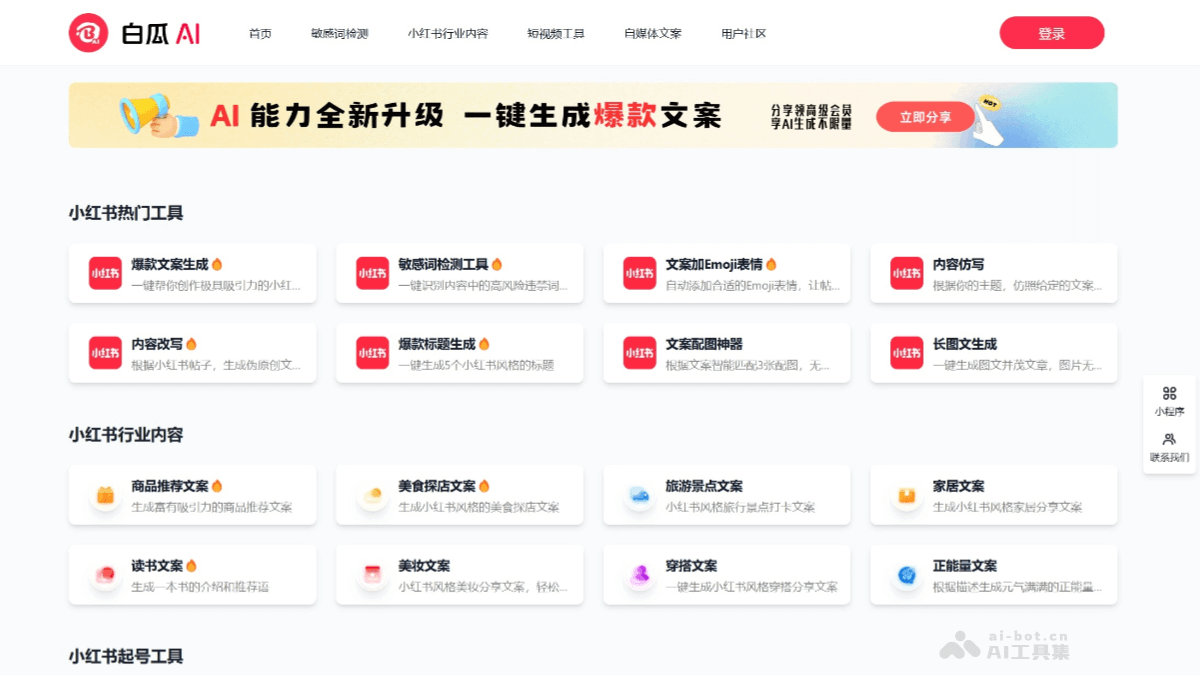 白瓜 AI
首页 敏感词检测 小红书行业内容 短视频工具 自媒体文案 用户社区 登录
AI 能力全新升级 一键生成爆款文案
分享领高级会员
享AI生成不限量
立即分享
HOT
小红书热门工具
小红书
爆款文案生成
一键帮你创作极具吸引力的小红...
小红书
敏感词检测工具
一键识别内容中的高风险违禁词...
小红书
文案加Emoji表情
自动添加合适的Emoji表情，让帖...
小红书
内容仿写
根据你的主题，仿照给定的文案...
小红书
内容改写
根据小红书帖子，生成伪原创文...
小红书
爆款标题生成
一键生成5个小红书风格的标题
小红书
文案配图神器
根据文案智能匹配3张配图，无...
小红书
长图文生成
一键生成图文并茂文章，图片无...
小程序
联系我们
小红书行业内容
商品推荐文案
生成富有吸引力的商品推荐文案
美食探店文案
生成小红书风格的美食探店文案
旅游景点文案
小红书风格旅行景点打卡文案
家居文案
生成小红书风格家居分享文案
读书文案
生成一本书的介绍和推荐语
美妆文案
小红书风格美妆分享文案，轻松...
穿搭文案
一键生成小红书风格穿搭分享文案
正能量文案
根据描述生成元气满满的正能量...
小红书起号工具
ai-bot.cn
AI工具集